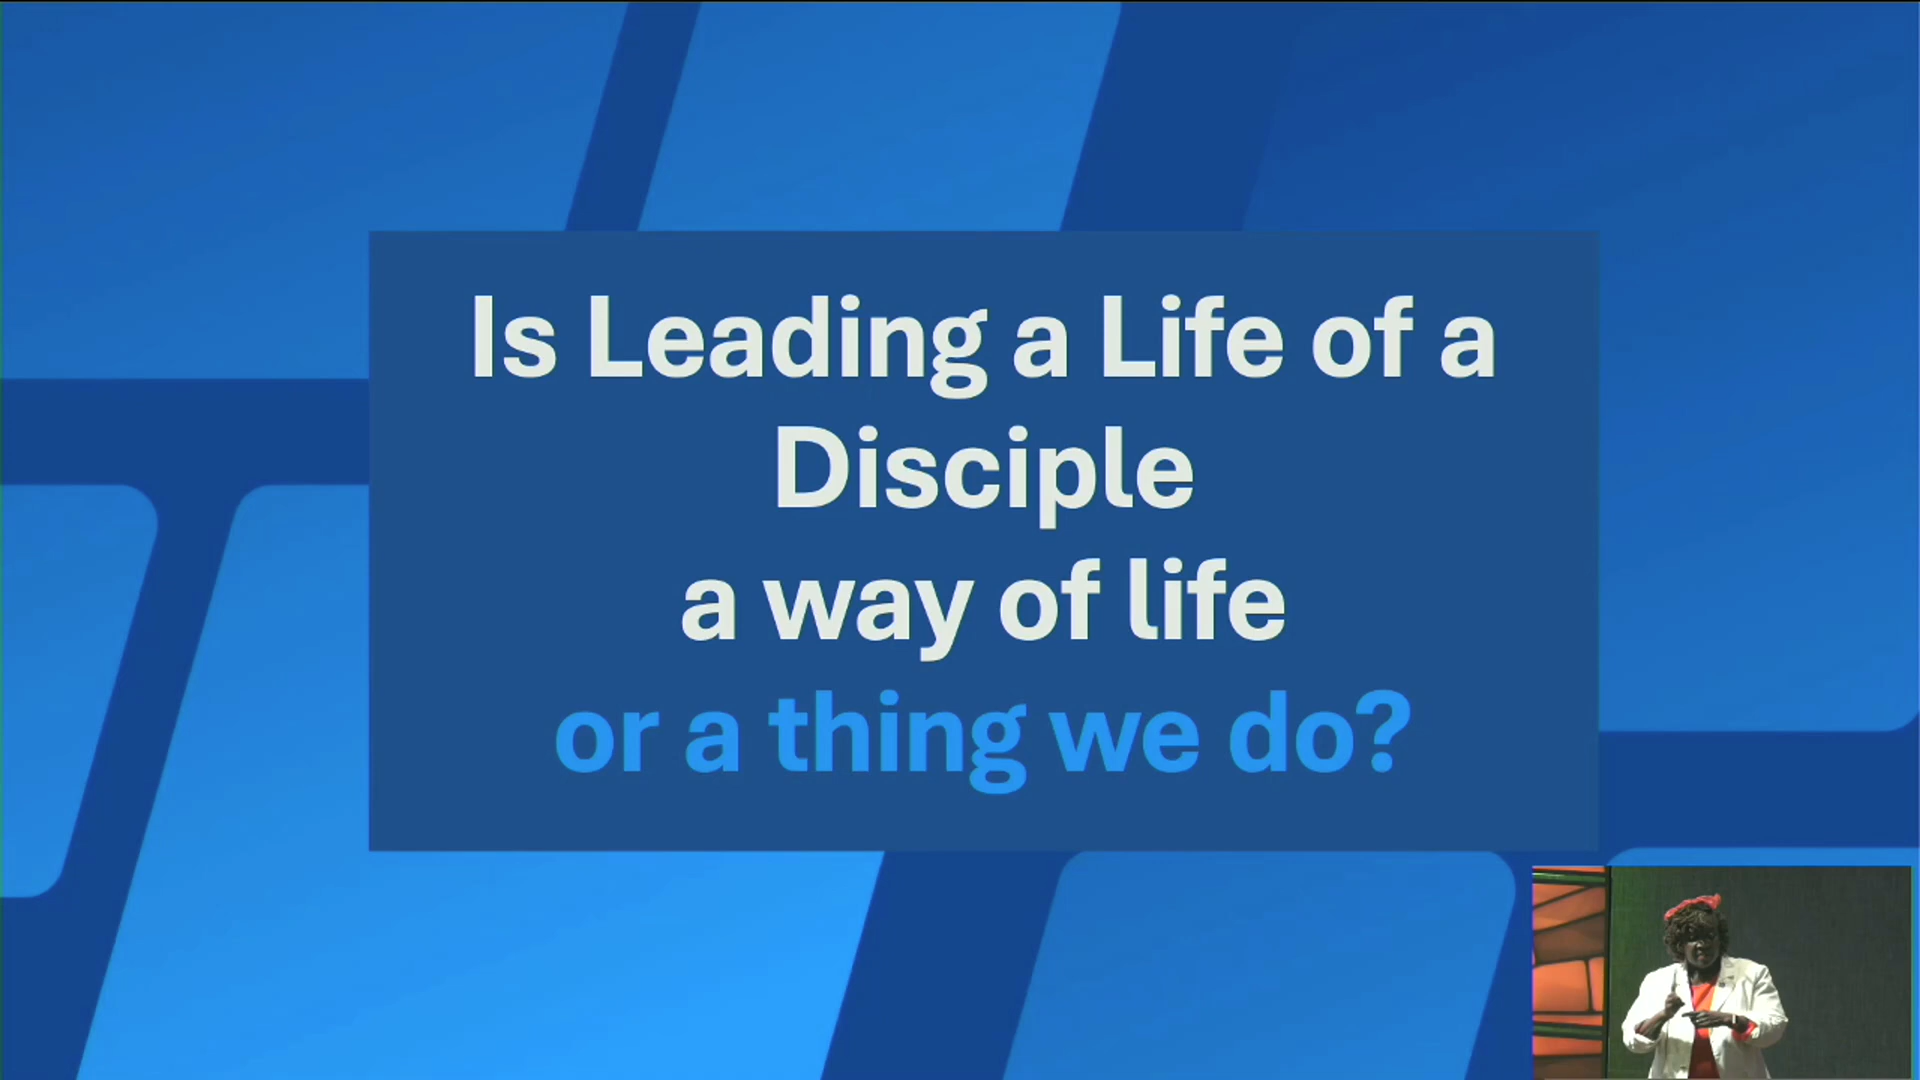 Is Leading a Life of a
Disciple
a way of life
or a thing we do?